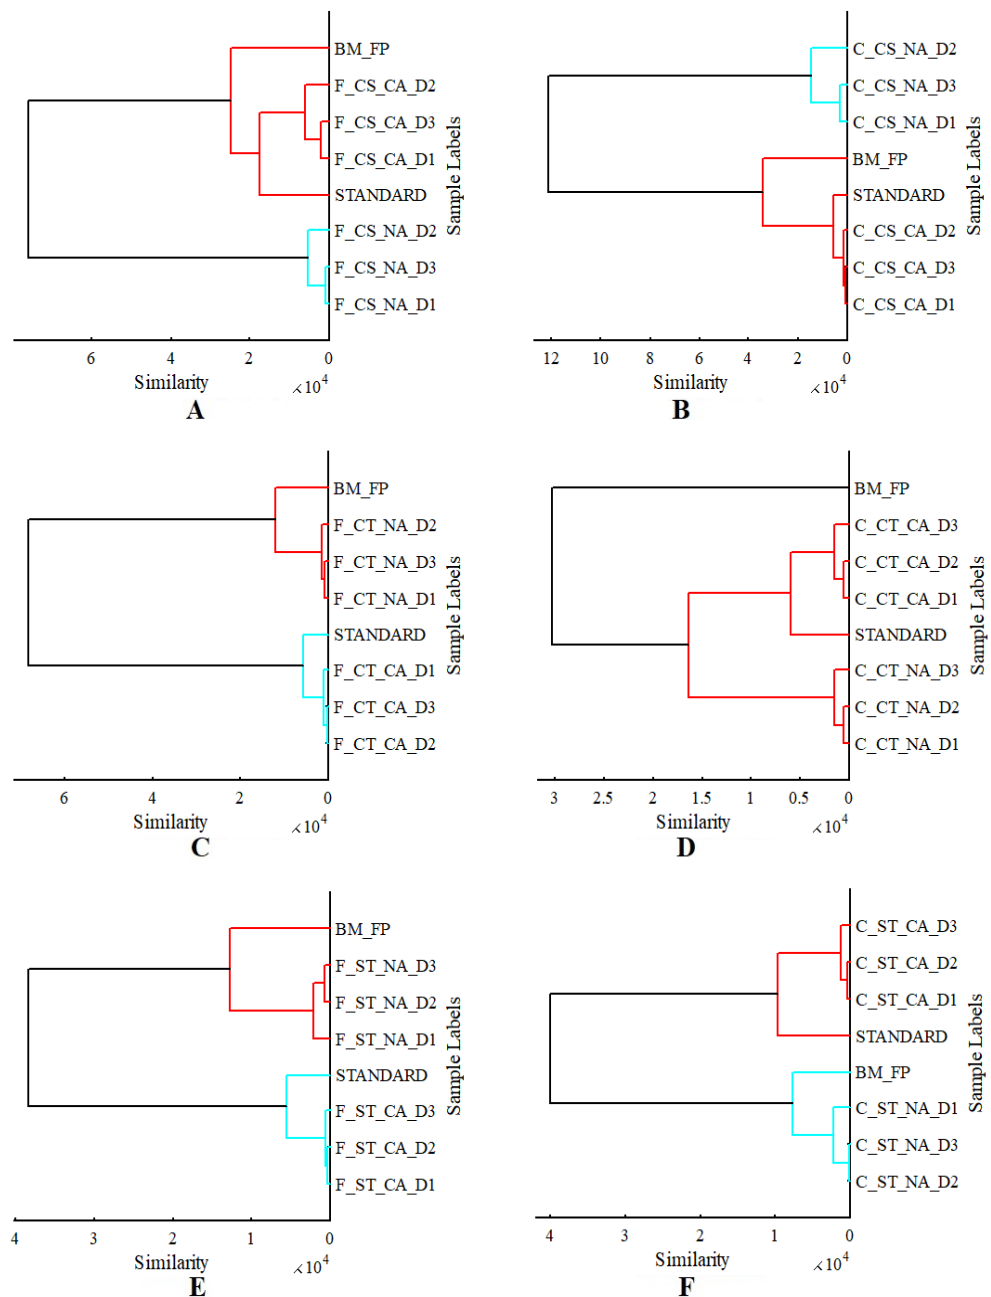 BM_FP
F_CS_CA_D2
F_CS_CA_D3
F_CS_CA_D1
STANDARD
F_CS_NA_D2
F_CS_NA_D3
F_CS_NA_D1
Sample Labels
6 4 2 0
Similarity ×10⁴
A
C_CS_NA_D2
C_CS_NA_D3
C_CS_NA_D1
BM_FP
STANDARD
C_CS_CA_D2
C_CS_CA_D3
C_CS_CA_D1
Sample Labels
12 10 8 6 4 2 0
Similarity ×10⁴
B
BM_FP
F_CT_NA_D2
F_CT_NA_D3
F_CT_NA_D1
STANDARD
F_CT_CA_D1
F_CT_CA_D3
F_CT_CA_D2
Sample Labels
6 4 2 0
Similarity ×10⁴
C
BM_FP
C_CT_CA_D3
C_CT_CA_D2
C_CT_CA_D1
STANDARD
C_CT_NA_D3
C_CT_NA_D2
C_CT_NA_D1
Sample Labels
3 2.5 2 1.5 1 0.5 0
Similarity ×10⁴
D
BM_FP
F_ST_NA_D3
F_ST_NA_D2
F_ST_NA_D1
STANDARD
F_ST_CA_D3
F_ST_CA_D2
F_ST_CA_D1
Sample Labels
4 3 2 1 0
Similarity ×10⁴
E
C_ST_CA_D3
C_ST_CA_D2
C_ST_CA_D1
STANDARD
BM_FP
C_ST_NA_D1
C_ST_NA_D3
C_ST_NA_D2
Sample Labels
4 3 2 1 0
Similarity ×10⁴
F